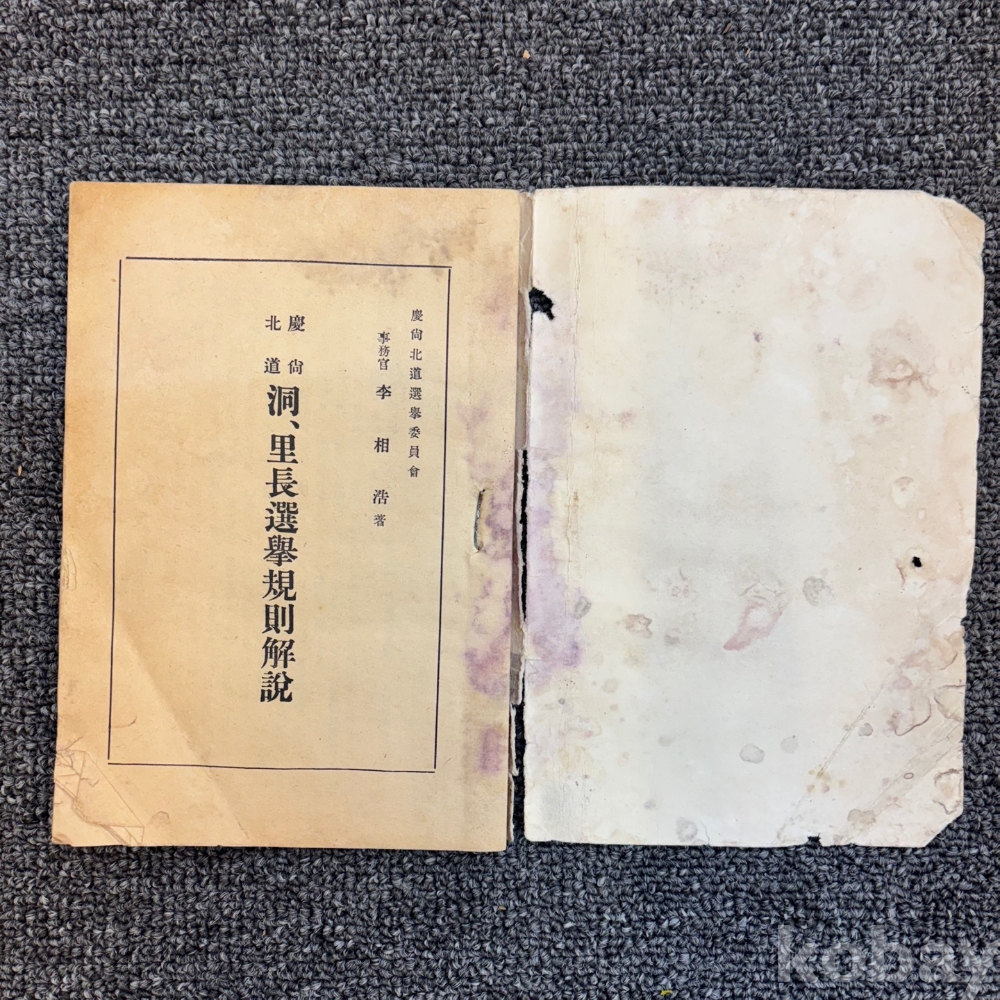 慶尙北道選擧委員會
事務官 李相浩 著
慶尙北道 洞、里長選擧規則解說
kobay